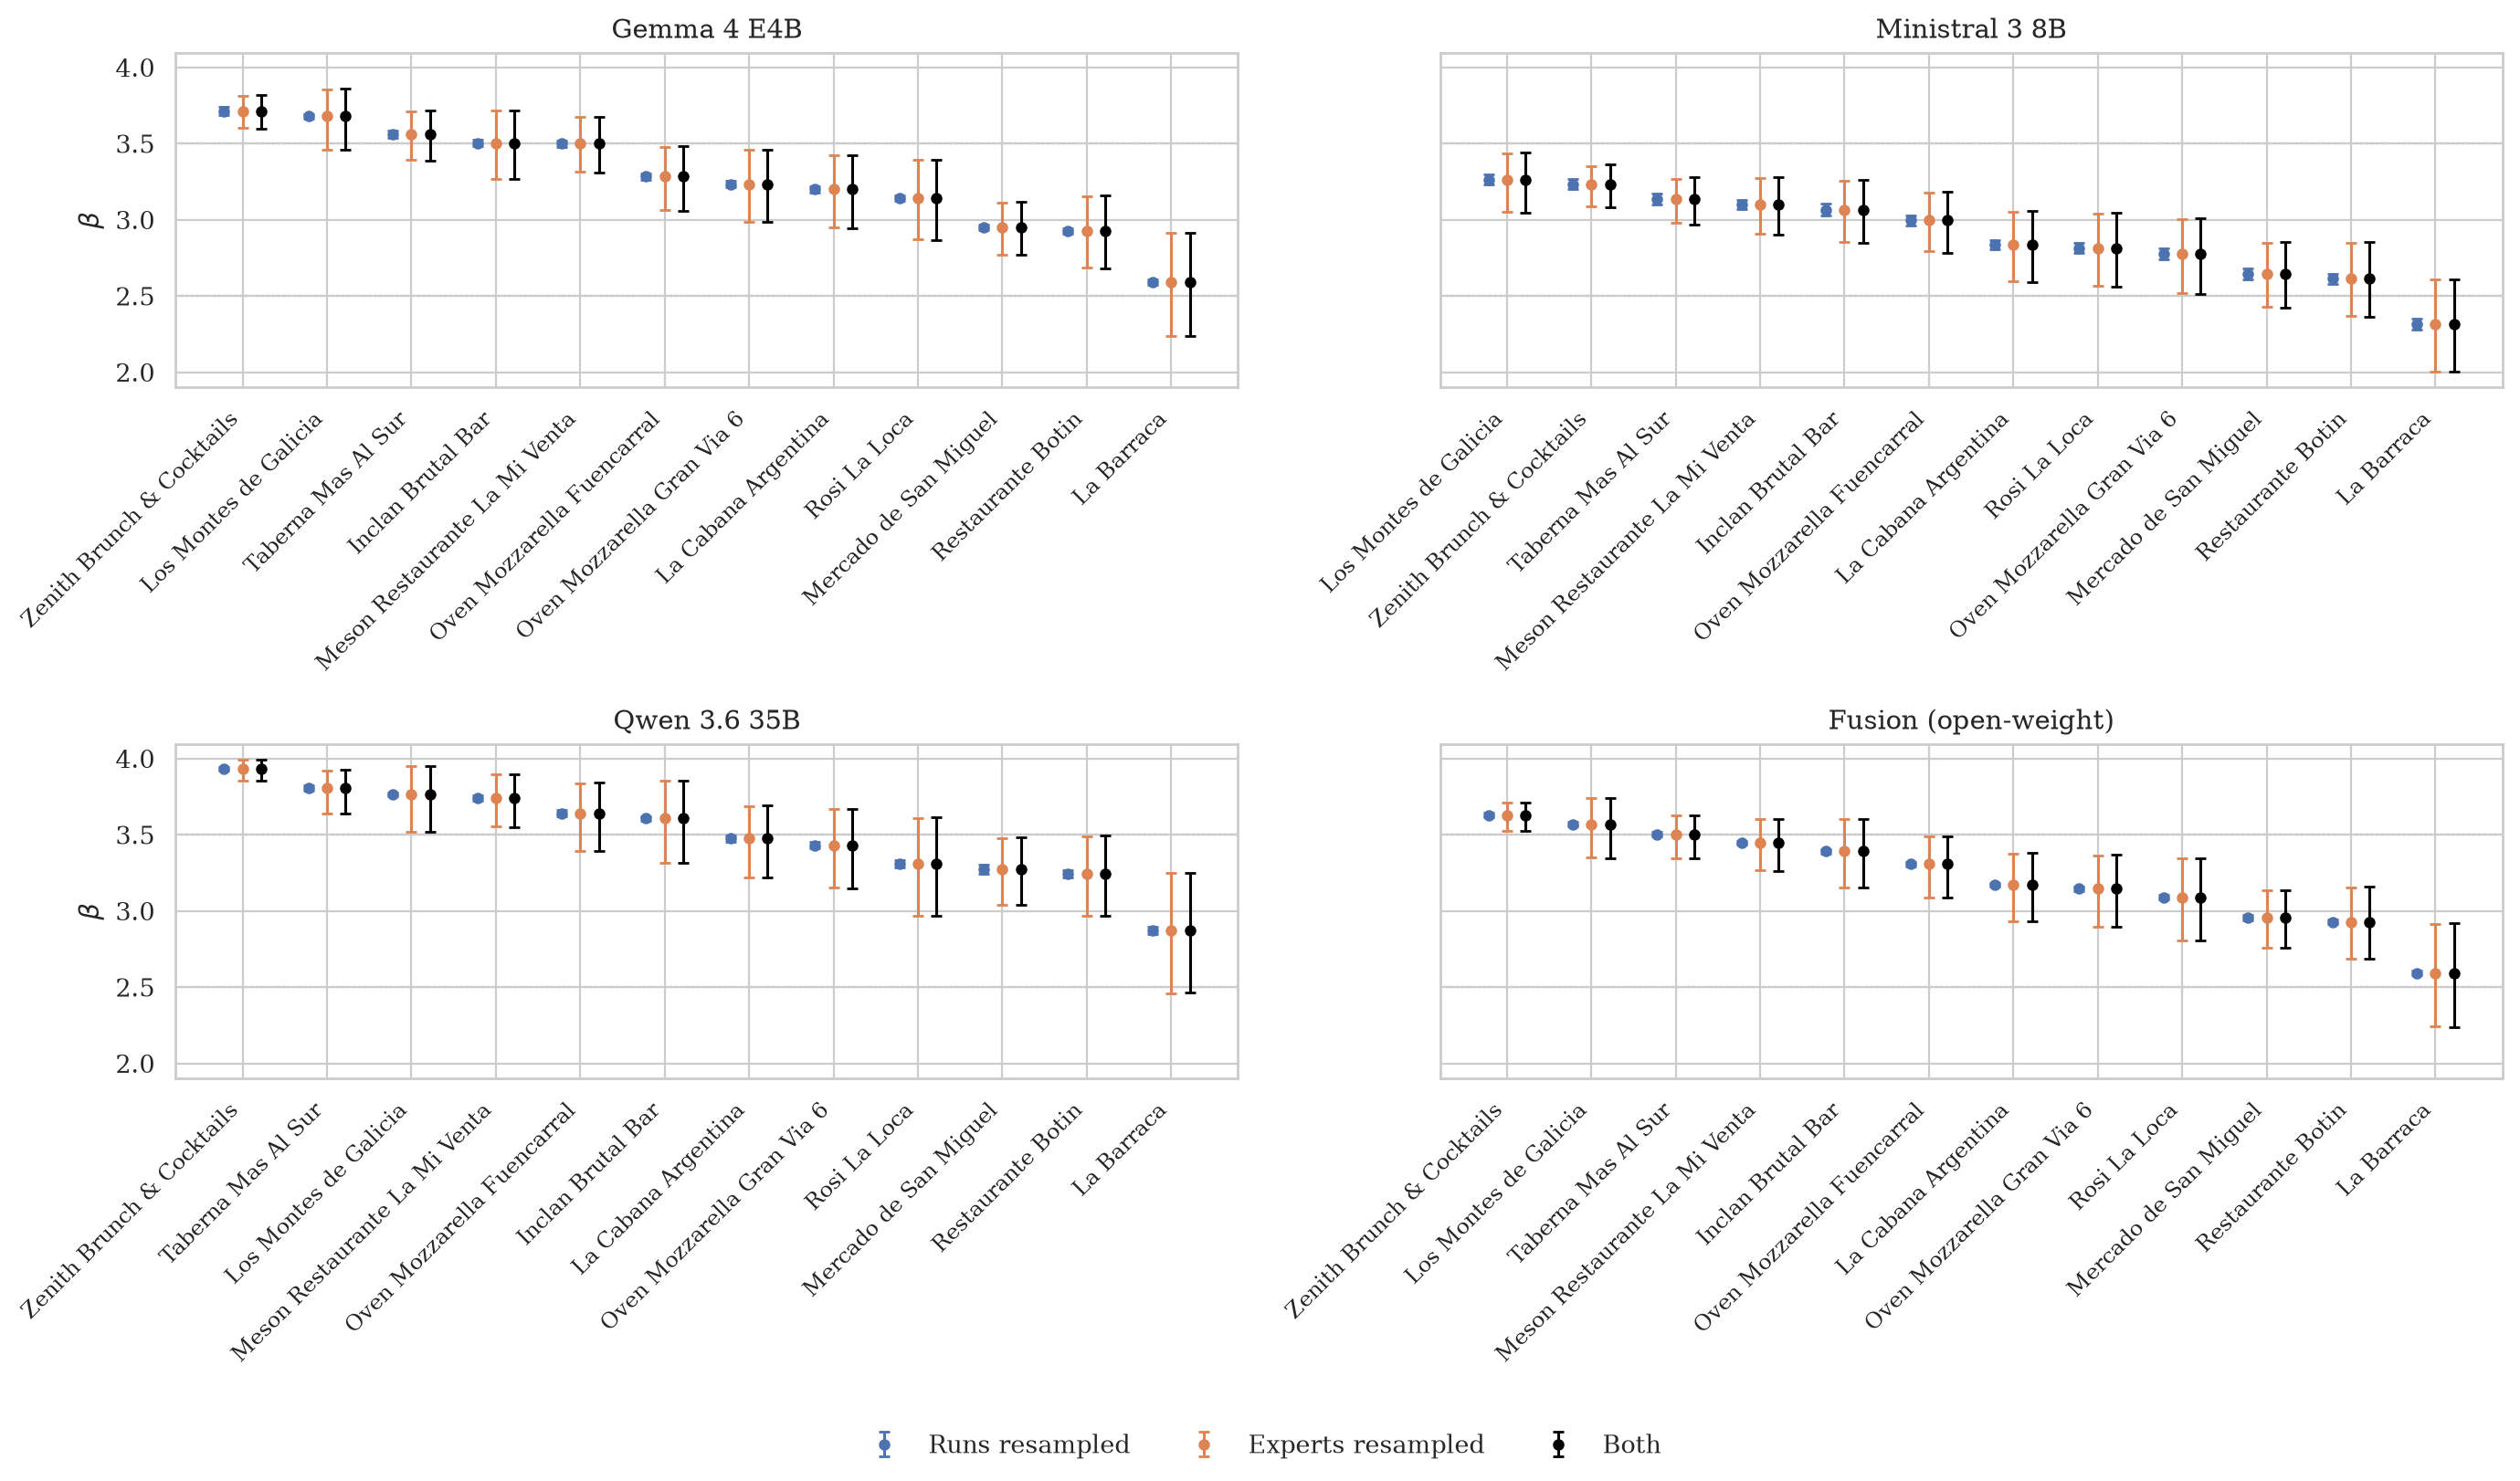 Gemma 4 E4B
Ministral 3 8B
4.0
3.5
3.0
2.5
2.0
β
Zenith Brunch & Cocktails
Los Montes de Galicia
Taberna Mas Al Sur
Inclan Brutal Bar
Meson Restaurante La Mi Venta
Oven Mozzarella Fuencarral
Oven Mozzarella Gran Via 6
La Cabana Argentina
Rosi La Loca
Mercado de San Miguel
Restaurante Botin
La Barraca
Los Montes de Galicia
Zenith Brunch & Cocktails
Taberna Mas Al Sur
Meson Restaurante La Mi Venta
Inclan Brutal Bar
Oven Mozzarella Fuencarral
La Cabana Argentina
Rosi La Loca
Oven Mozzarella Gran Via 6
Mercado de San Miguel
Restaurante Botin
La Barraca
Qwen 3.6 35B
Fusion (open-weight)
4.0
3.5
3.0
2.5
2.0
β
Zenith Brunch & Cocktails
Taberna Mas Al Sur
Los Montes de Galicia
Meson Restaurante La Mi Venta
Oven Mozzarella Fuencarral
Inclan Brutal Bar
La Cabana Argentina
Oven Mozzarella Gran Via 6
Rosi La Loca
Mercado de San Miguel
Restaurante Botin
La Barraca
Zenith Brunch & Cocktails
Los Montes de Galicia
Taberna Mas Al Sur
Meson Restaurante La Mi Venta
Inclan Brutal Bar
Oven Mozzarella Fuencarral
La Cabana Argentina
Oven Mozzarella Gran Via 6
Rosi La Loca
Mercado de San Miguel
Restaurante Botin
La Barraca
Runs resampled
Experts resampled
Both